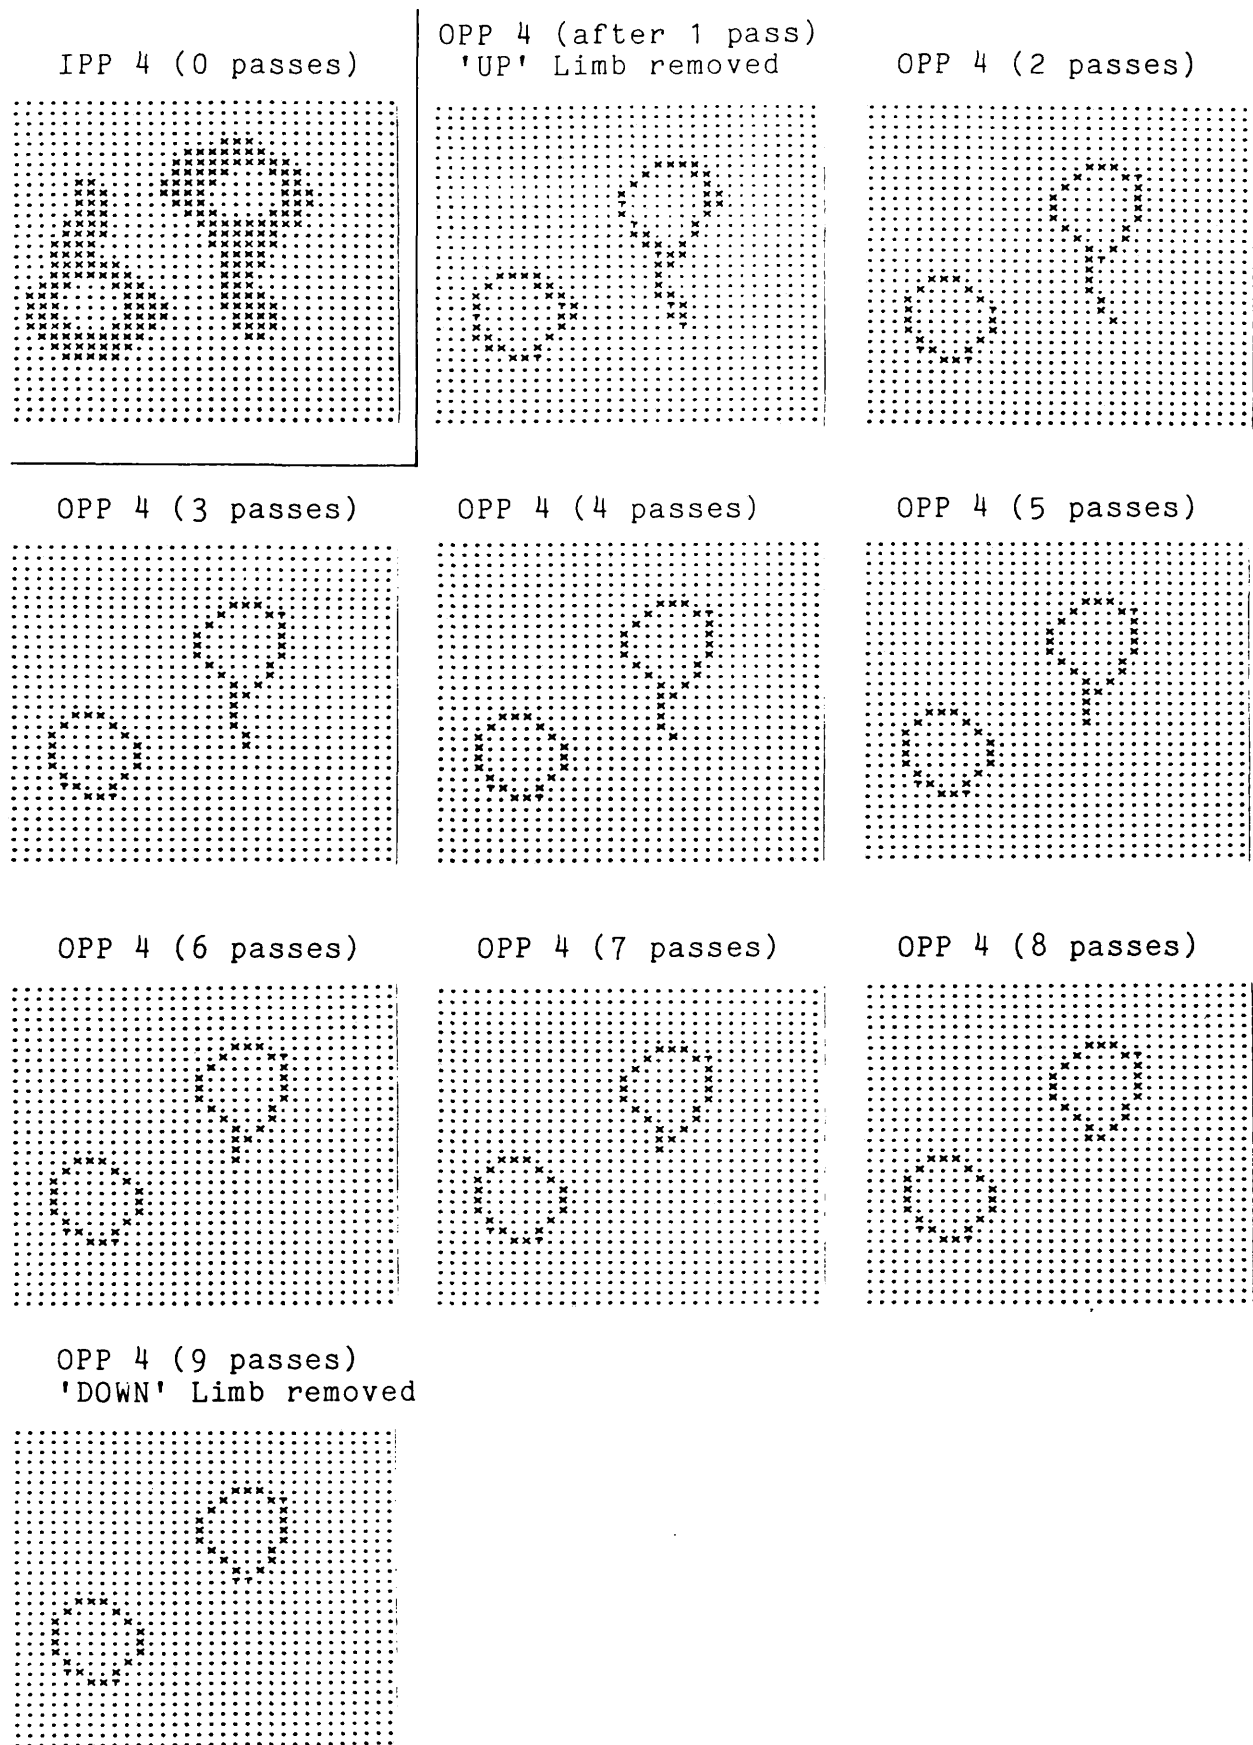 IPP 4 (0 passes)
OPP 4 (after 1 pass)
'UP' Limb removed
OPP 4 (2 passes)
OPP 4 (3 passes)
OPP 4 (4 passes)
OPP 4 (5 passes)
OPP 4 (6 passes)
OPP 4 (7 passes)
OPP 4 (8 passes)
OPP 4 (9 passes)
'DOWN' Limb removed